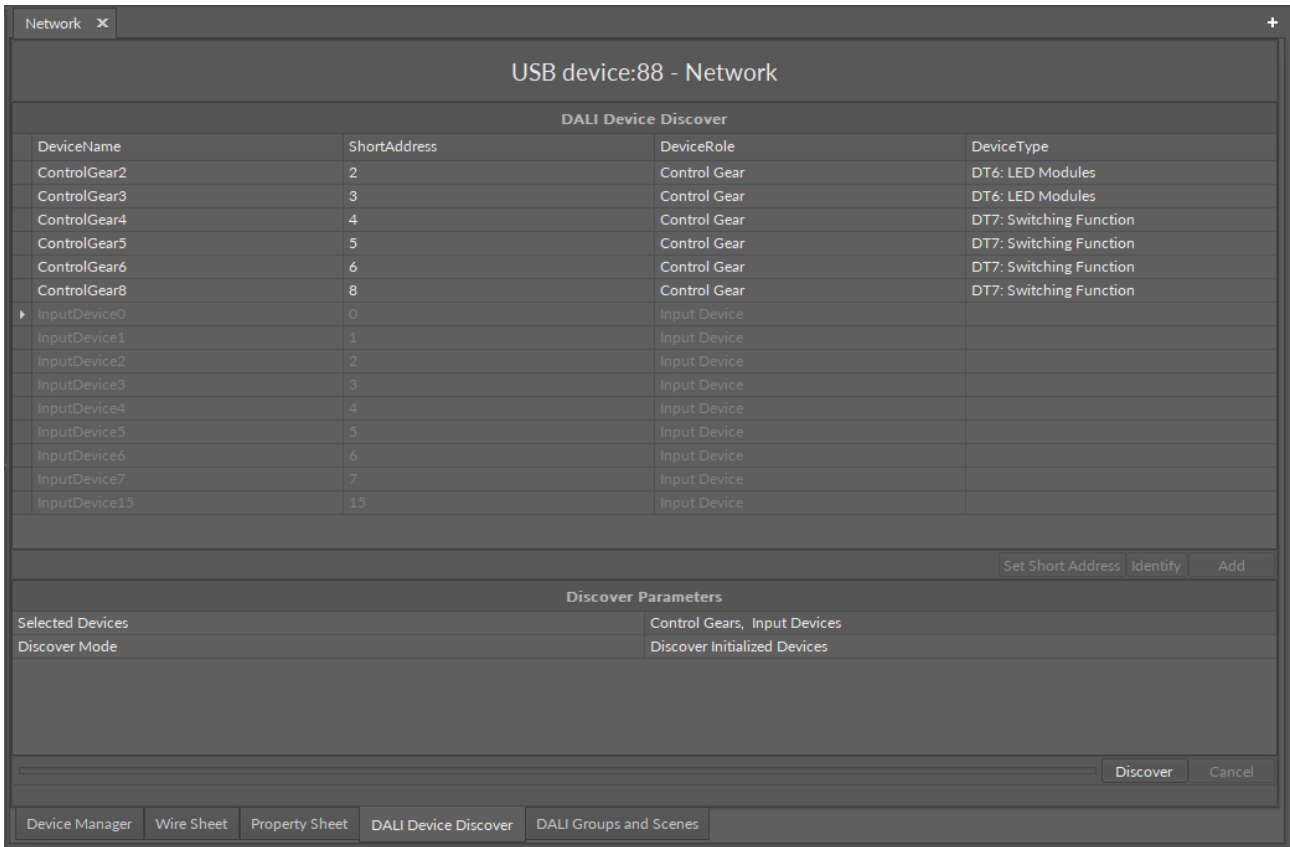 Network
USB device:88 - Network
DALI Device Discover
DeviceName ShortAddress DeviceRole DeviceType
ControlGear2 2 Control Gear DT6: LED Modules
ControlGear3 3 Control Gear DT6: LED Modules
ControlGear4 4 Control Gear DT7: Switching Function
ControlGear5 5 Control Gear DT7: Switching Function
ControlGear6 6 Control Gear DT7: Switching Function
ControlGear8 8 Control Gear DT7: Switching Function
InputDevice0 0 Input Device
InputDevice1 1 Input Device
InputDevice2 2 Input Device
InputDevice3 3 Input Device
InputDevice4 4 Input Device
InputDevice5 5 Input Device
InputDevice6 6 Input Device
InputDevice7 7 Input Device
InputDevice15 15 Input Device
Set Short Address Identify Add
Discover Parameters
Selected Devices Control Gears, Input Devices
Discover Mode Discover Initialized Devices
Discover Cancel
Device Manager Wire Sheet Property Sheet DALI Device Discover DALI Groups and Scenes